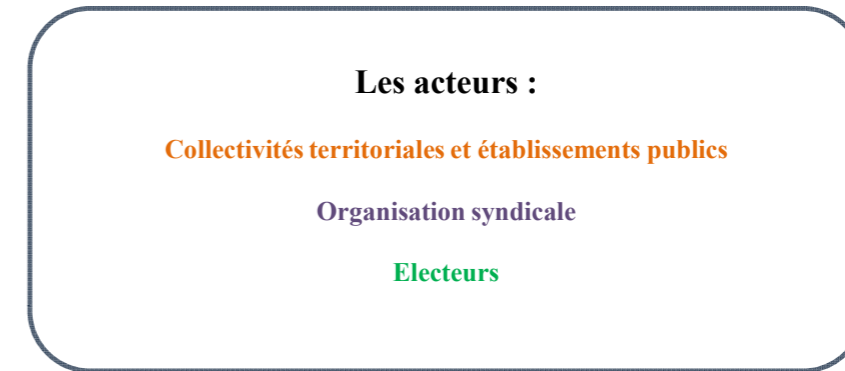 Les acteurs :
Collectivités territoriales et établissements publics
Organisation syndicale
Electeurs